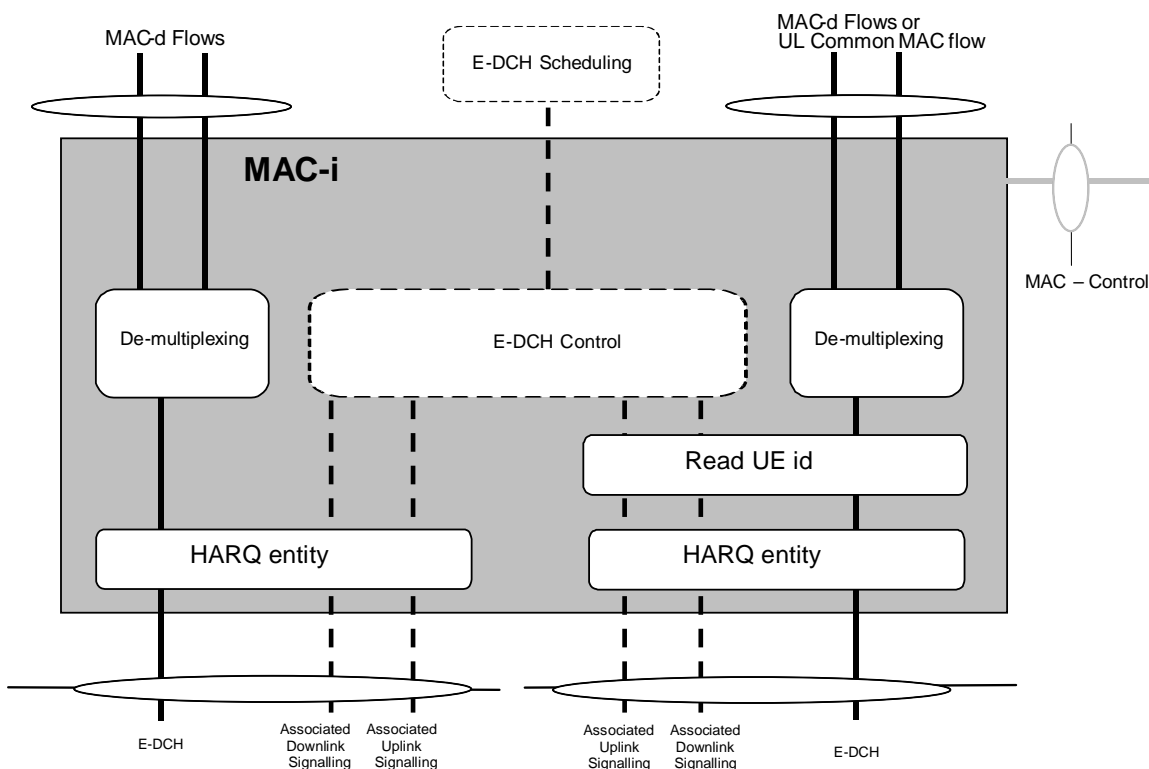 MAC-d Flows
E-DCH Scheduling
MAC-d Flows or
UL Common MAC flow
MAC-i
MAC – Control
De-multiplexing
E-DCH Control
De-multiplexing
Read UE id
HARQ entity
HARQ entity
E-DCH
Associated
Downlink
Signalling
Associated
Uplink
Signalling
Associated
Uplink
Signalling
Associated
Downlink
Signalling
E-DCH